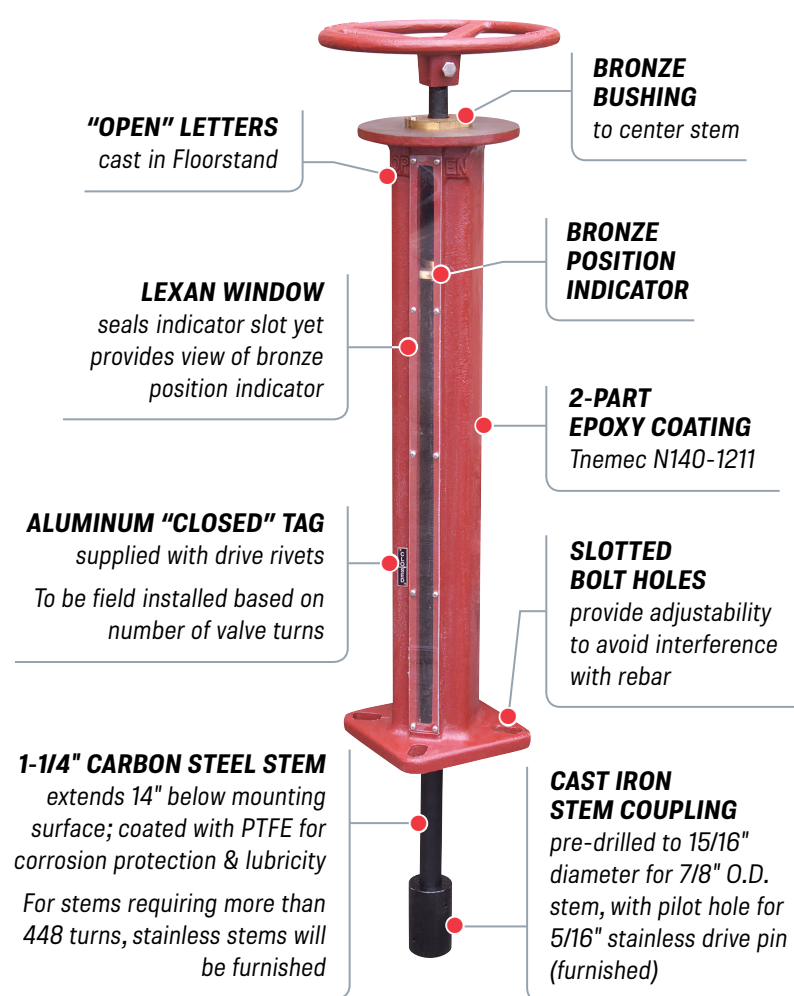 BRONZE
BUSHING
to center stem
“OPEN” LETTERS
cast in Floorstand
BRONZE
POSITION
INDICATOR
LEXAN WINDOW
seals indicator slot yet
provides view of bronze
position indicator
2-PART
EPOXY COATING
Tnemec N140-1211
ALUMINUM “CLOSED” TAG
supplied with drive rivets
To be field installed based on
number of valve turns
SLOTTED
BOLT HOLES
provide adjustability
to avoid interference
with rebar
1-1/4" CARBON STEEL STEM
extends 14" below mounting
surface; coated with PTFE for
corrosion protection & lubricity
For stems requiring more than
448 turns, stainless stems will
be furnished
CAST IRON
STEM COUPLING
pre-drilled to 15/16"
diameter for 7/8" O.D.
stem, with pilot hole for
5/16" stainless drive pin
(furnished)